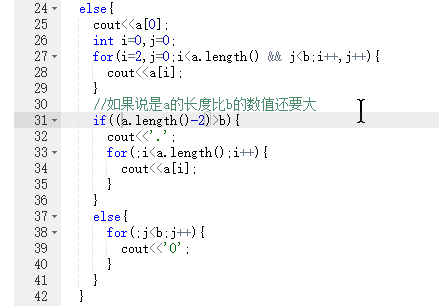 24 else{
25 cout<<a[0];
26 int i=0,j=0;
27 for(i=2,j=0;i<a.length() && j<b;i++,j++){
28 cout<<a[i];
29 }
30 //如果说是a的长度比b的数值还要大
31 if((a.length()-2)>b){
32 cout<<'.';
33 for(;i<a.length();i++){
34 cout<<a[i];
35 }
36 }
37 else{
38 for(;j<b;j++){
39 cout<<'0';
40 }
41 }
42 }